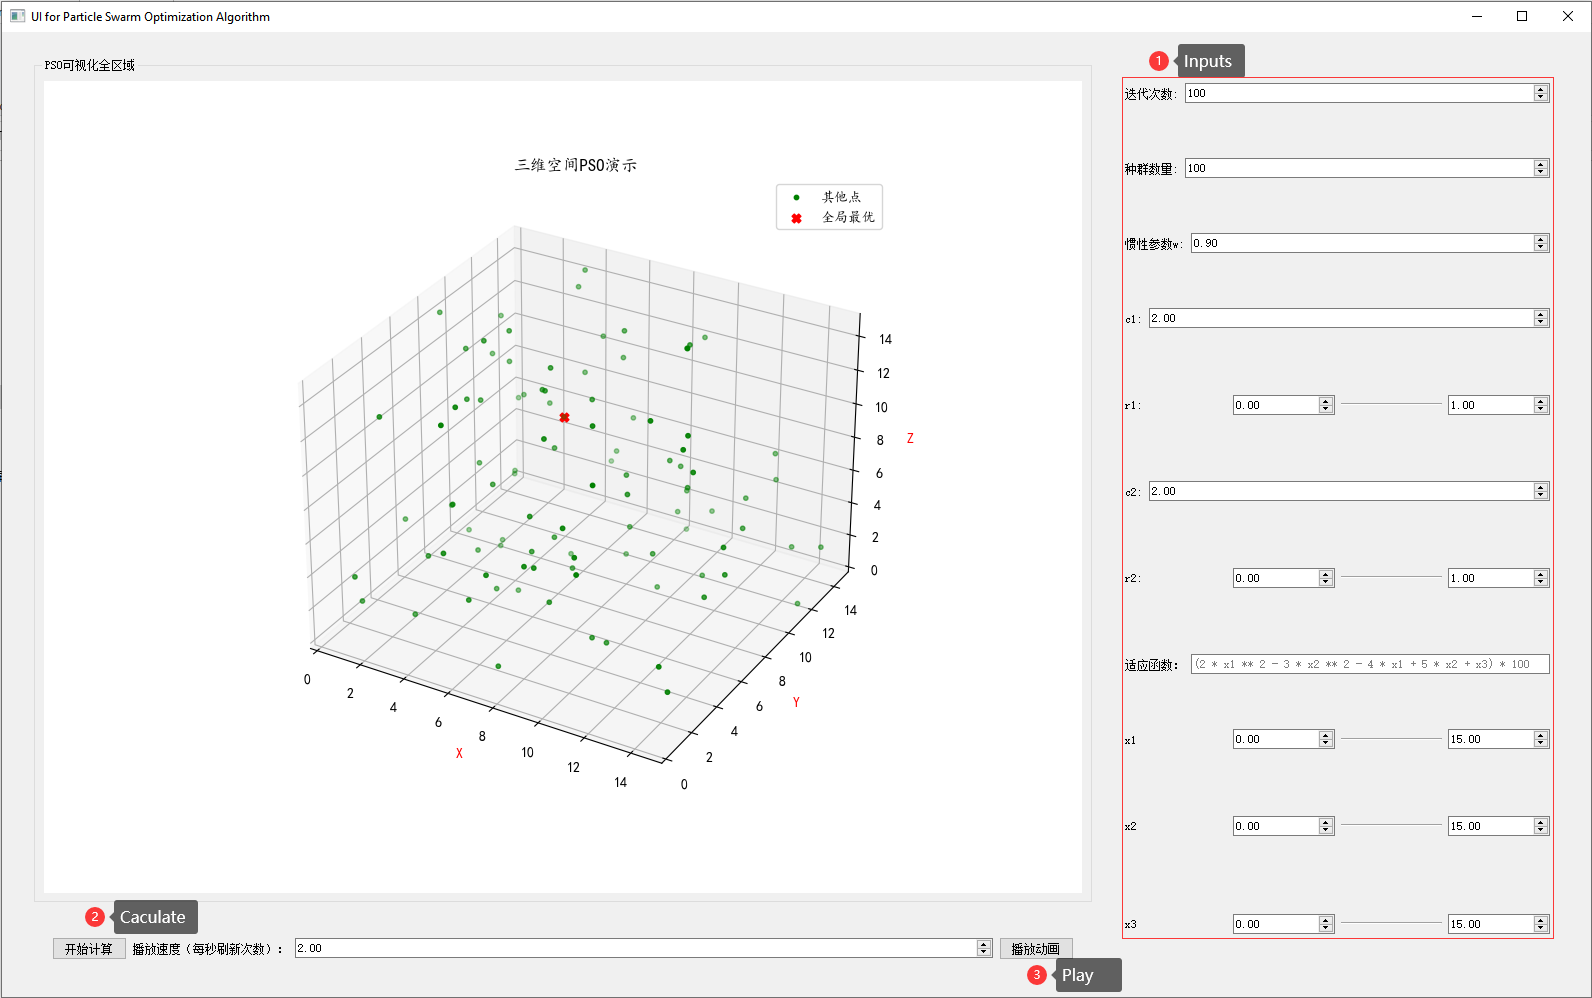 UI for Particle Swarm Optimization Algorithm
PSO可视化全区域
三维空间PSO演示
其他点
全局最优
14
12
10
8
6
4
2
0
Z
14
12
10
8
6
4
2
0
Y
0
2
4
6
8
10
12
14
X
1 Inputs
迭代次数: 100
种群数量: 100
惯性参数w: 0.90
c1: 2.00
r1: 0.00 1.00
c2: 2.00
r2: 0.00 1.00
适应函数: (2 * x1 ** 2 - 3 * x2 ** 2 - 4 * x1 + 5 * x2 + x3) * 100
x1 0.00 15.00
x2 0.00 15.00
x3 0.00 15.00
2 Caculate
开始计算 播放速度（每秒刷新次数）: 2.00 播放动画
3 Play